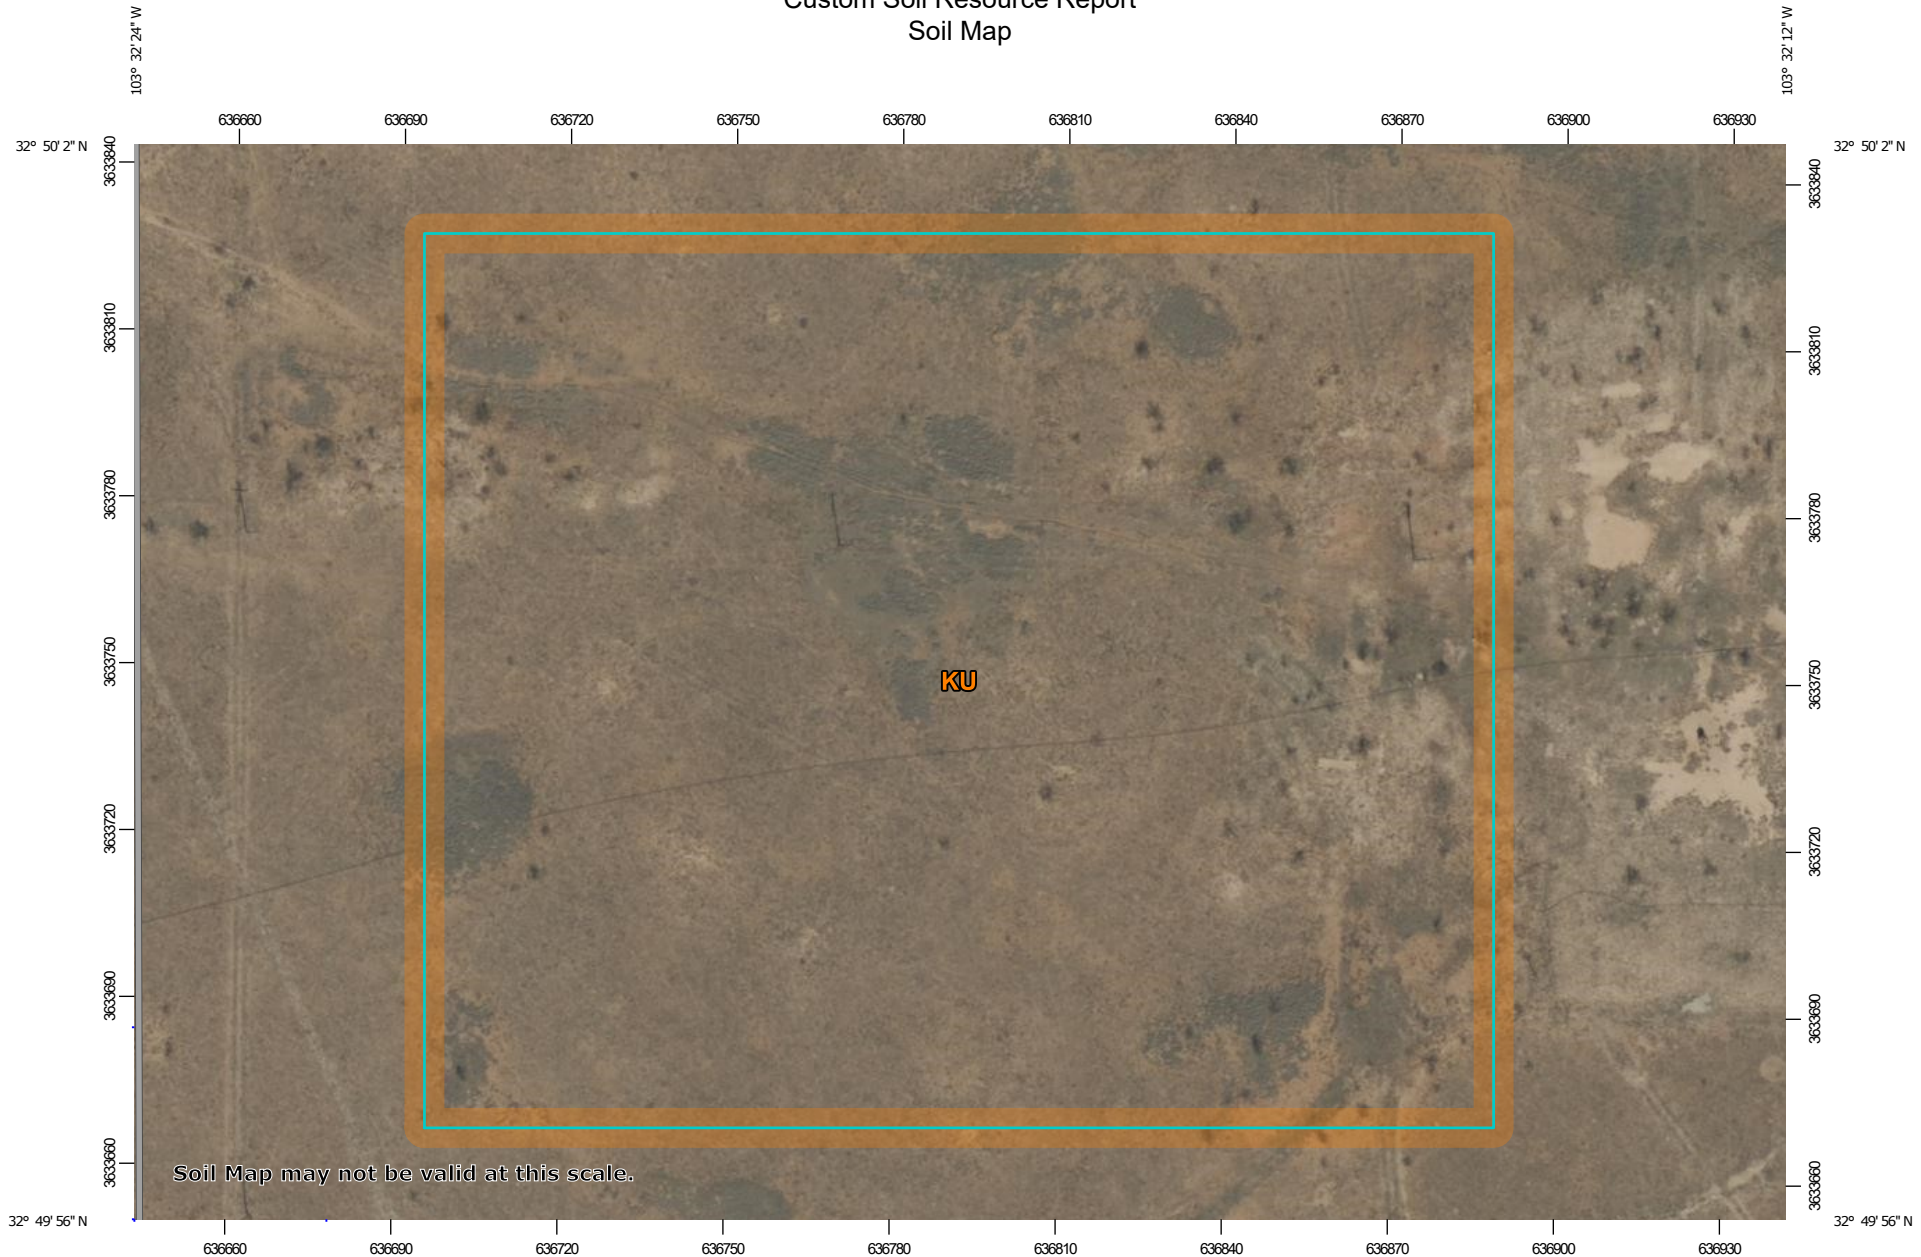 Custom Soil Resource Report
Soil Map
103° 32' 24" W
103° 32' 12" W
636660 636690 636720 636750 636780 636810 636840 636870 636900 636930
32° 50' 2" N
32° 50' 2" N
3633840
3633840
3633810
3633810
3633780
3633780
3633750
3633750
KU
3633720
3633720
3633690
3633690
3633660
3633660
Soil Map may not be valid at this scale.
32° 49' 56" N
32° 49' 56" N
636660 636690 636720 636750 636780 636810 636840 636870 636900 636930